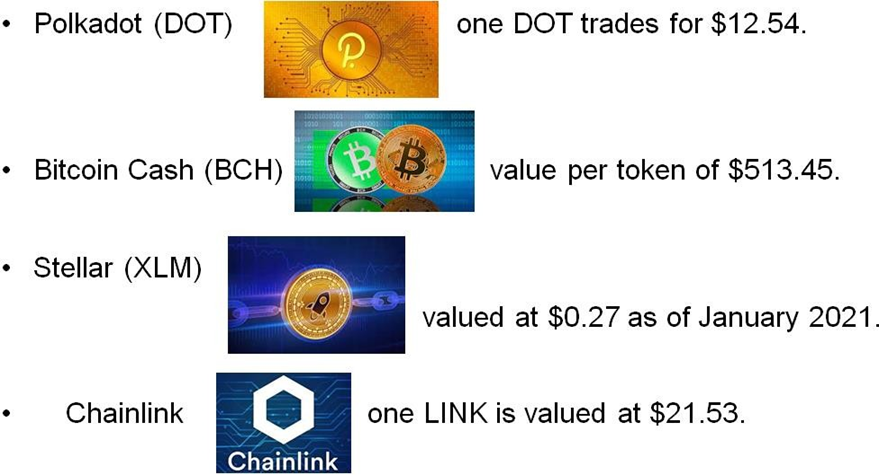 • Polkadot (DOT) one DOT trades for $12.54.
• Bitcoin Cash (BCH) value per token of $513.45.
• Stellar (XLM)
valued at $0.27 as of January 2021.
• Chainlink one LINK is valued at $21.53.
Chainlink